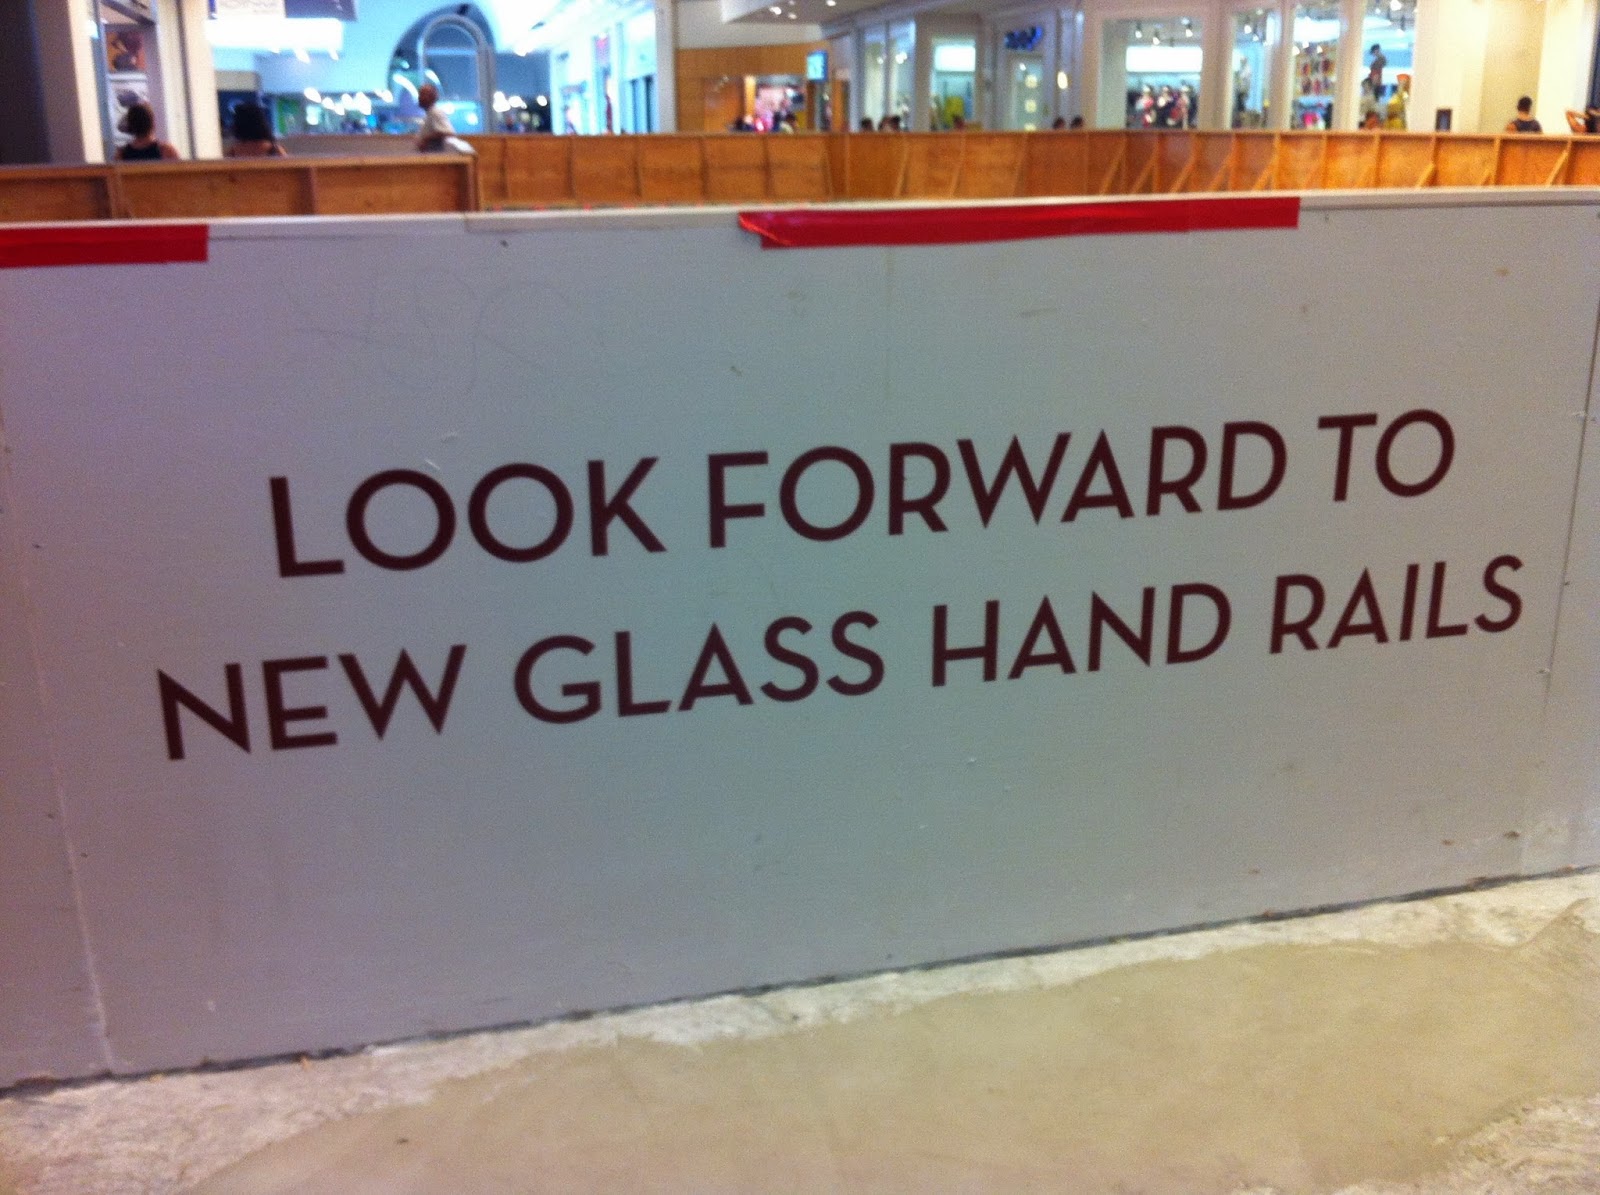 LOOK FORWARD TO
NEW GLASS HAND RAILS